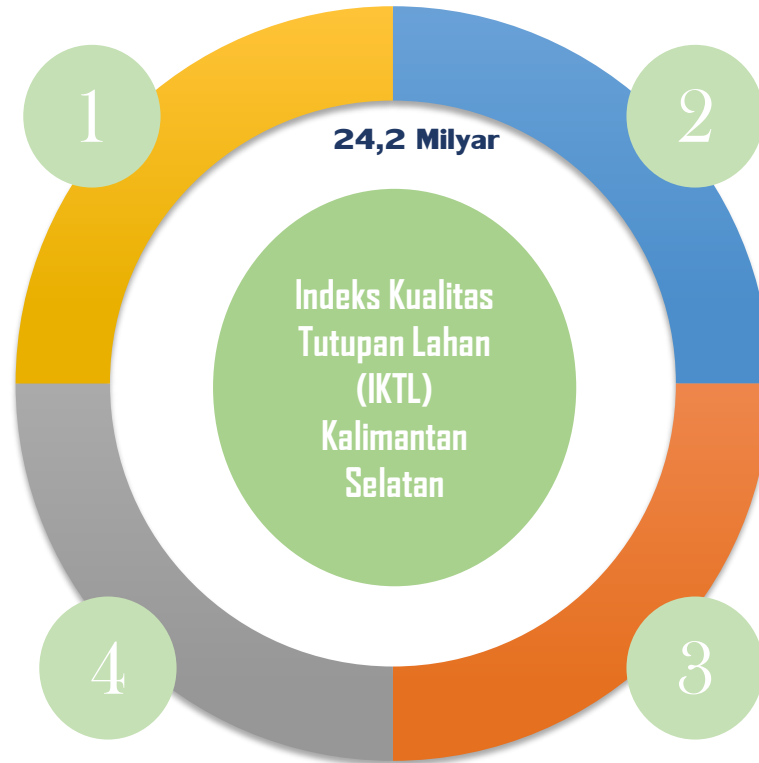 1
2
24,2 Milyar
Indeks Kualitas
Tutupan Lahan
(IKTL)
Kalimantan
Selatan
4
3